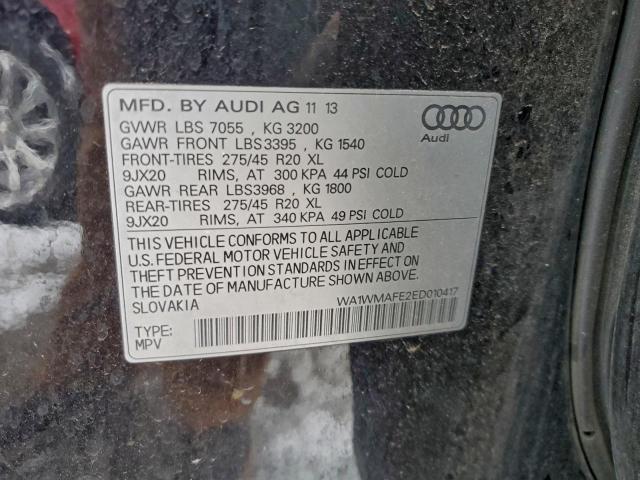 MFD. BY AUDI AG 11 13
GVWR LBS 7055 , KG 3200
GAWR FRONT LBS3395 , KG 1540
FRONT-TIRES 275/45 R20 XL
9JX20 RIMS, AT 300 KPA 44 PSI COLD
GAWR REAR LBS3968 , KG 1800
REAR-TIRES 275/45 R20 XL
9JX20 RIMS, AT 340 KPA 49 PSI COLD
Audi
THIS VEHICLE CONFORMS TO ALL APPLICABLE
U.S. FEDERAL MOTOR VEHICLE SAFETY AND
THEFT PREVENTION STANDARDS IN EFFECT ON
THE DATE OF MANUFACTURE SHOWN ABOVE.
SLOVAKIA
WA1WMAFE2ED010417
TYPE:
MPV